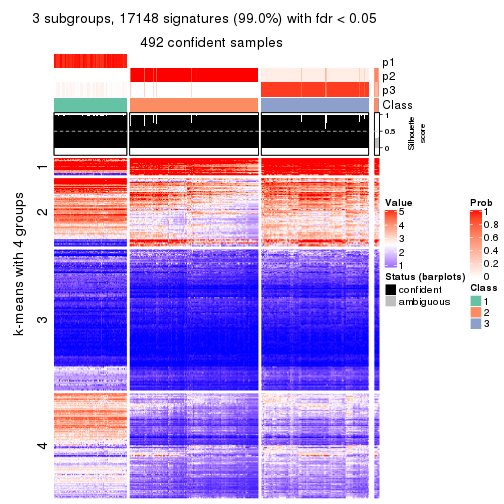 3 subgroups, 17148 signatures (99.0%) with fdr < 0.05
492 confident samples
p1
p2
p3
Class
1
0.5
0
Silhouette
score
k-means with 4 groups
1
2
3
4
Value
5
4
3
2
1
Status (barplots)
confident
ambiguous
Prob
1
0.8
0.6
0.4
0.2
0
Class
1
2
3